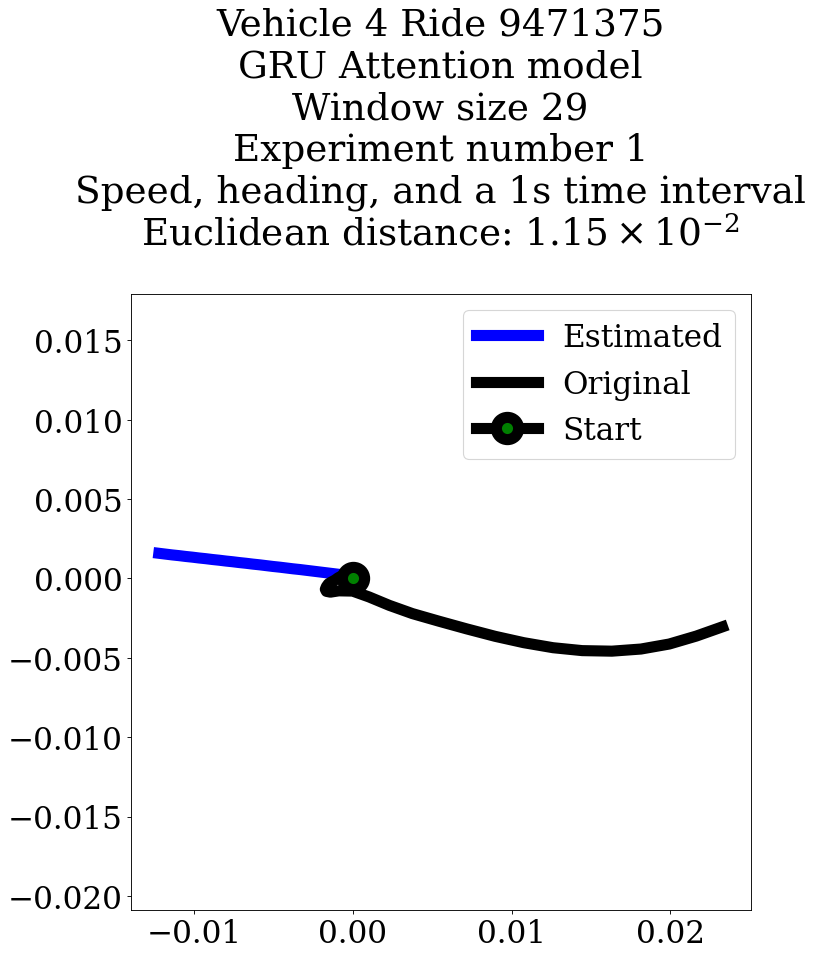 Vehicle 4 Ride 9471375
GRU Attention model
Window size 29
Experiment number 1
Speed, heading, and a 1s time interval
Euclidean distance: 1.15 × 10⁻²
Estimated
Original
Start
0.015
0.010
0.005
0.000
−0.005
−0.010
−0.015
−0.020
−0.01 0.00 0.01 0.02